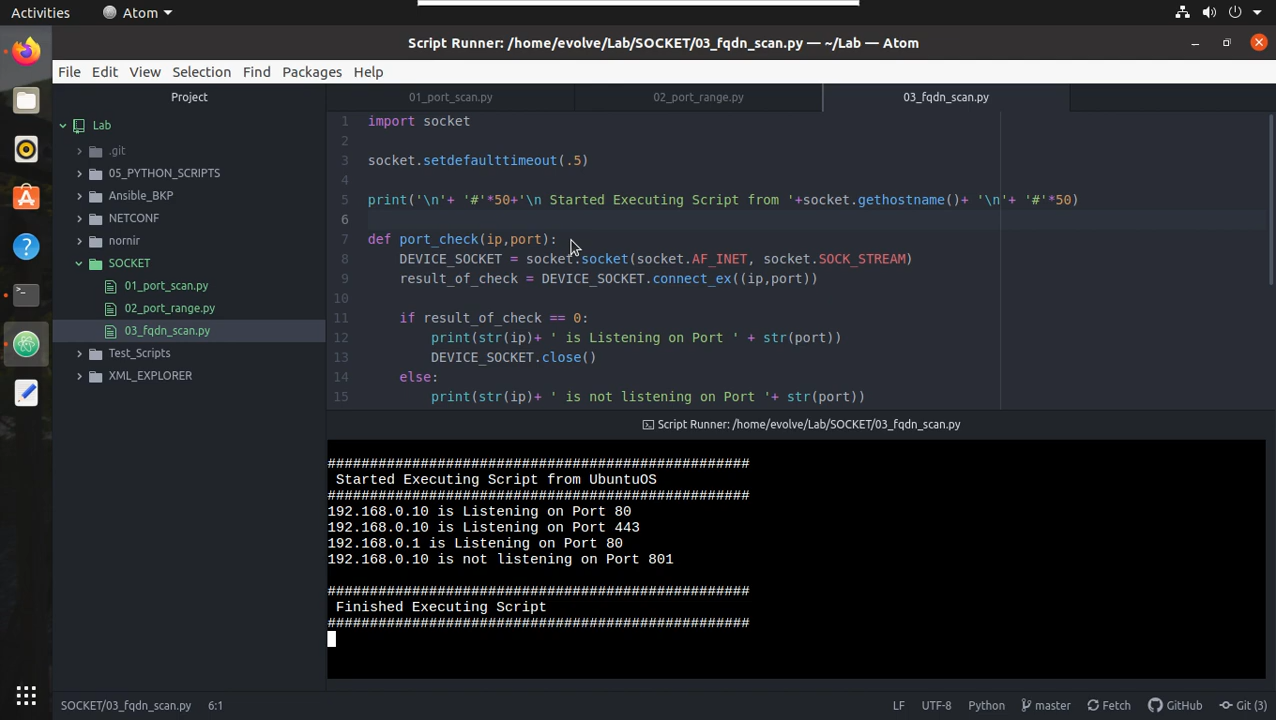 Activities Atom
Script Runner: /home/evolve/Lab/SOCKET/03_fqdn_scan.py — ~/Lab — Atom
File Edit View Selection Find Packages Help
Project
01_port_scan.py 02_port_range.py 03_fqdn_scan.py
Lab
.git
05_PYTHON_SCRIPTS
Ansible_BKP
NETCONF
nornir
SOCKET
01_port_scan.py
02_port_range.py
03_fqdn_scan.py
Test_Scripts
XML_EXPLORER
1 import socket
2
3 socket.setdefaulttimeout(.5)
4
5 print('\n'+ '#'*50+'\n Started Executing Script from '+socket.gethostname()+ '\n'+ '#'*50)
6
7 def port_check(ip,port):
8 DEVICE_SOCKET = socket.socket(socket.AF_INET, socket.SOCK_STREAM)
9 result_of_check = DEVICE_SOCKET.connect_ex((ip,port))
10
11 if result_of_check == 0:
12 print(str(ip)+ ' is Listening on Port ' + str(port))
13 DEVICE_SOCKET.close()
14 else:
15 print(str(ip)+ ' is not listening on Port '+ str(port))
Script Runner: /home/evolve/Lab/SOCKET/03_fqdn_scan.py
##################################################
Started Executing Script from UbuntuOS
##################################################
192.168.0.10 is Listening on Port 80
192.168.0.10 is Listening on Port 443
192.168.0.1 is Listening on Port 80
192.168.0.10 is not listening on Port 801
##################################################
Finished Executing Script
##################################################
SOCKET/03_fqdn_scan.py 6:1 LF UTF-8 Python master Fetch GitHub Git (3)